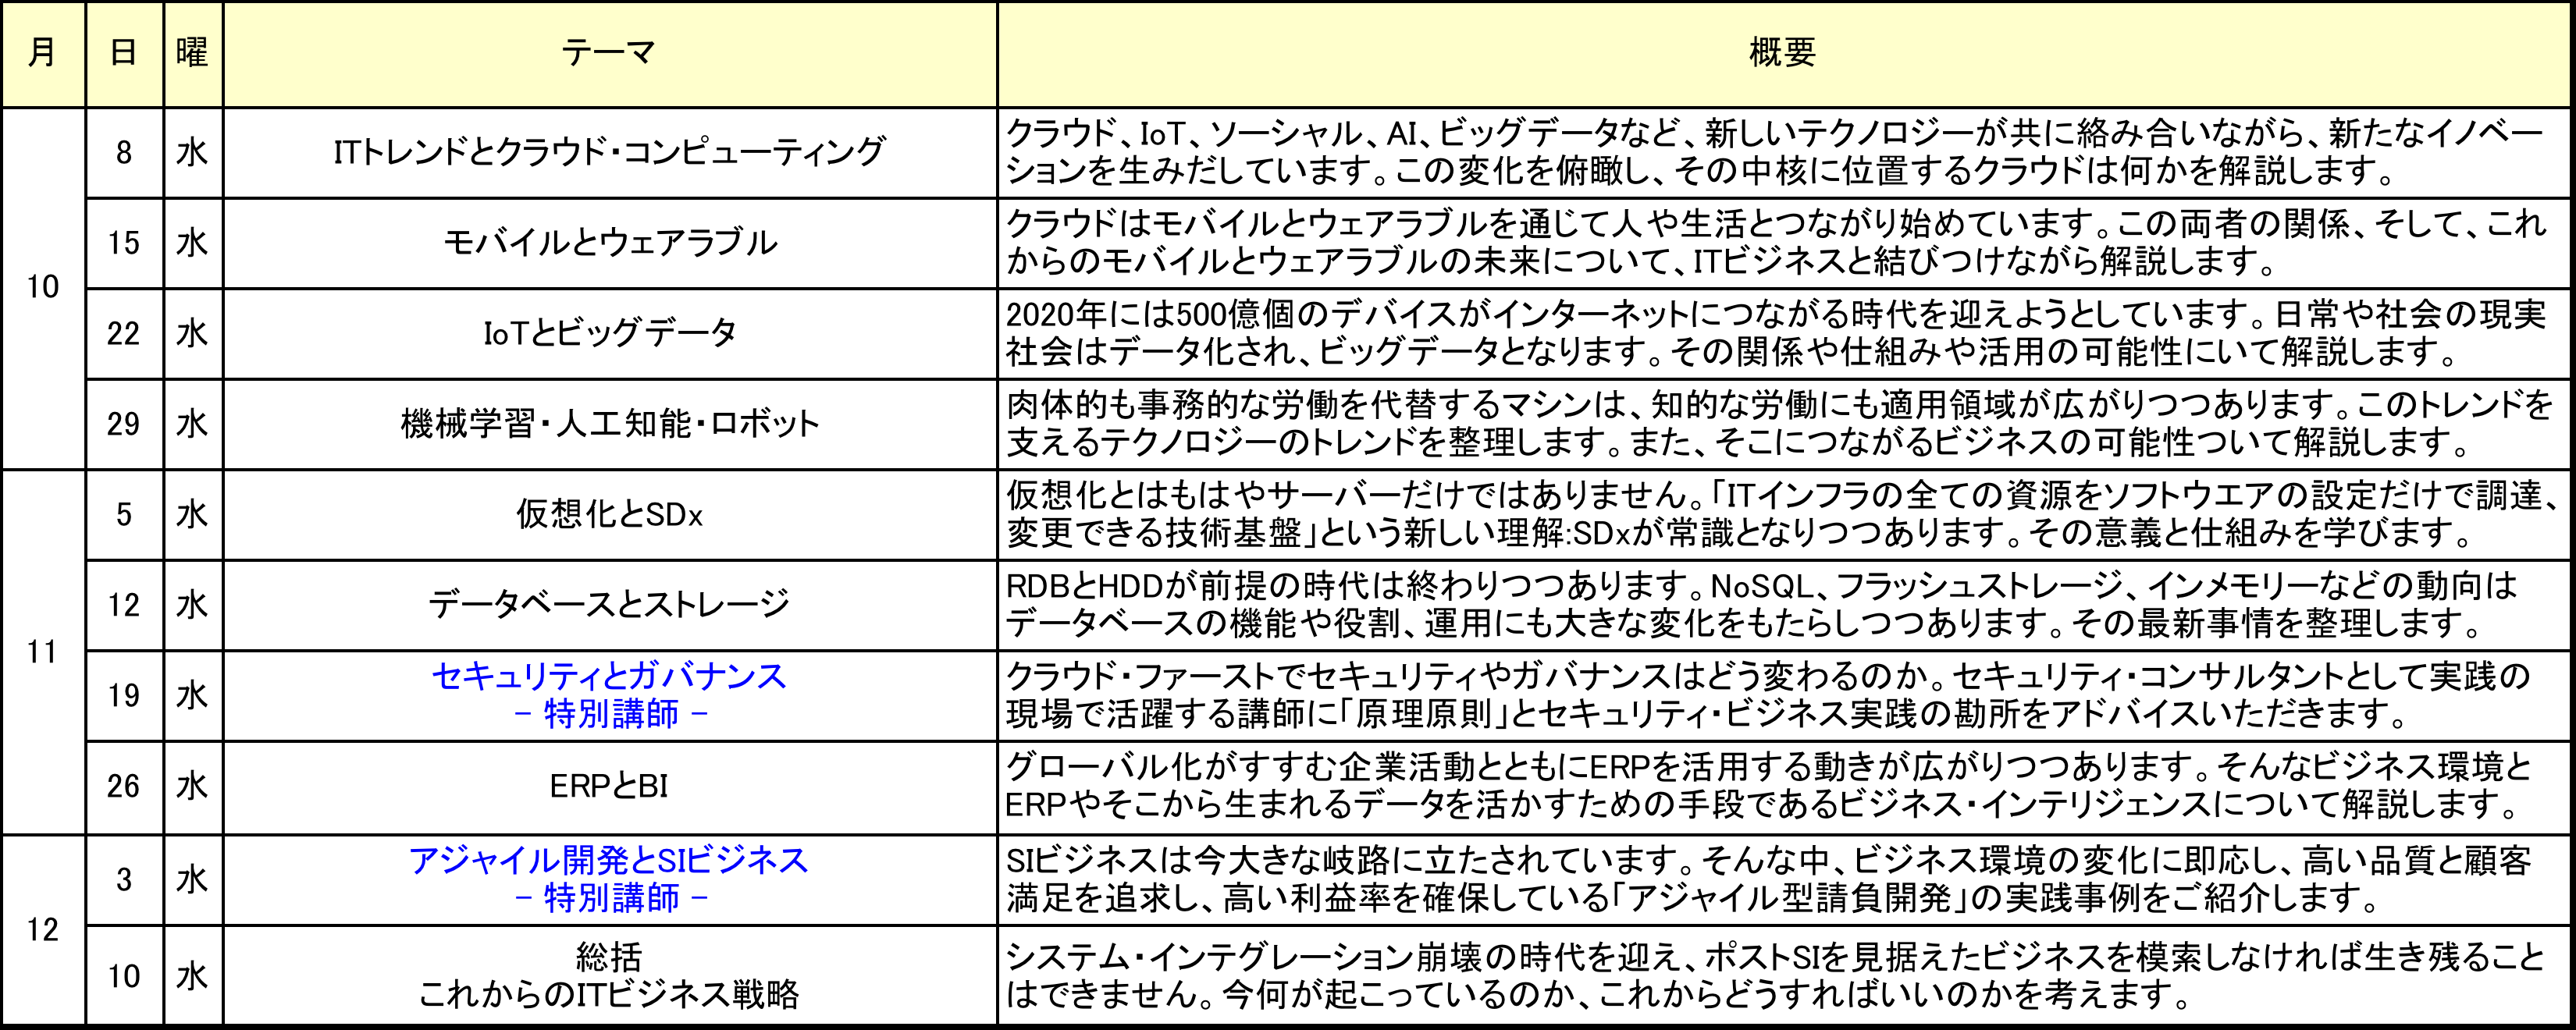 月 日 曜 テーマ 概要
10
8 水 ITトレンドとクラウド・コンピューティング
クラウド、IoT、ソーシャル、AI、ビッグデータなど、新しいテクノロジーが共に絡み合いながら、新たなイノベー
ションを生みだしています。この変化を俯瞰し、その中核に位置するクラウドは何かを解説します。
15 水 モバイルとウェアラブル
クラウドはモバイルとウェアラブルを通じて人や生活とつながり始めています。この両者の関係、そして、これ
からのモバイルとウェアラブルの未来について、ITビジネスと結びつけながら解説します。
22 水 IoTとビッグデータ
2020年には500億個のデバイスがインターネットにつながる時代を迎えようとしています。日常や社会の現実
社会はデータ化され、ビッグデータとなります。その関係や仕組みや活用の可能性にいて解説します。
29 水 機械学習・人工知能・ロボット
肉体的も事務的な労働を代替するマシンは、知的な労働にも適用領域が広がりつつあります。このトレンドを
支えるテクノロジーのトレンドを整理します。また、そこにつながるビジネスの可能性ついて解説します。
11
5 水 仮想化とSDx
仮想化とはもはやサーバーだけではありません。「ITインフラの全ての資源をソフトウエアの設定だけで調達、
変更できる技術基盤」という新しい理解:SDxが常識となりつつあります。その意義と仕組みを学びます。
12 水 データベースとストレージ
RDBとHDDが前提の時代は終わりつつあります。NoSQL、フラッシュストレージ、インメモリーなどの動向は
データベースの機能や役割、運用にも大きな変化をもたらしつつあります。その最新事情を整理します。
19 水 セキュリティとガバナンス
− 特別講師 −
クラウド・ファーストでセキュリティやガバナンスはどう変わるのか。セキュリティ・コンサルタントとして実践の
現場で活躍する講師に「原理原則」とセキュリティ・ビジネス実践の勘所をアドバイスいただきます。
26 水 ERPとBI
グローバル化がすすむ企業活動とともにERPを活用する動きが広がりつつあります。そんなビジネス環境と
ERPやそこから生まれるデータを活かすための手段であるビジネス・インテリジェンスについて解説します。
12
3 水 アジャイル開発とSIビジネス
− 特別講師 −
SIビジネスは今大きな岐路に立たされています。そんな中、ビジネス環境の変化に即応し、高い品質と顧客
満足を追求し、高い利益率を確保している「アジャイル型請負開発」の実践事例をご紹介します。
10 水 総括
これからのITビジネス戦略
システム・インテグレーション崩壊の時代を迎え、ポストSIを見据えたビジネスを模索しなければ生き残ること
はできません。今何が起こっているのか、これからどうすればいいのかを考えます。